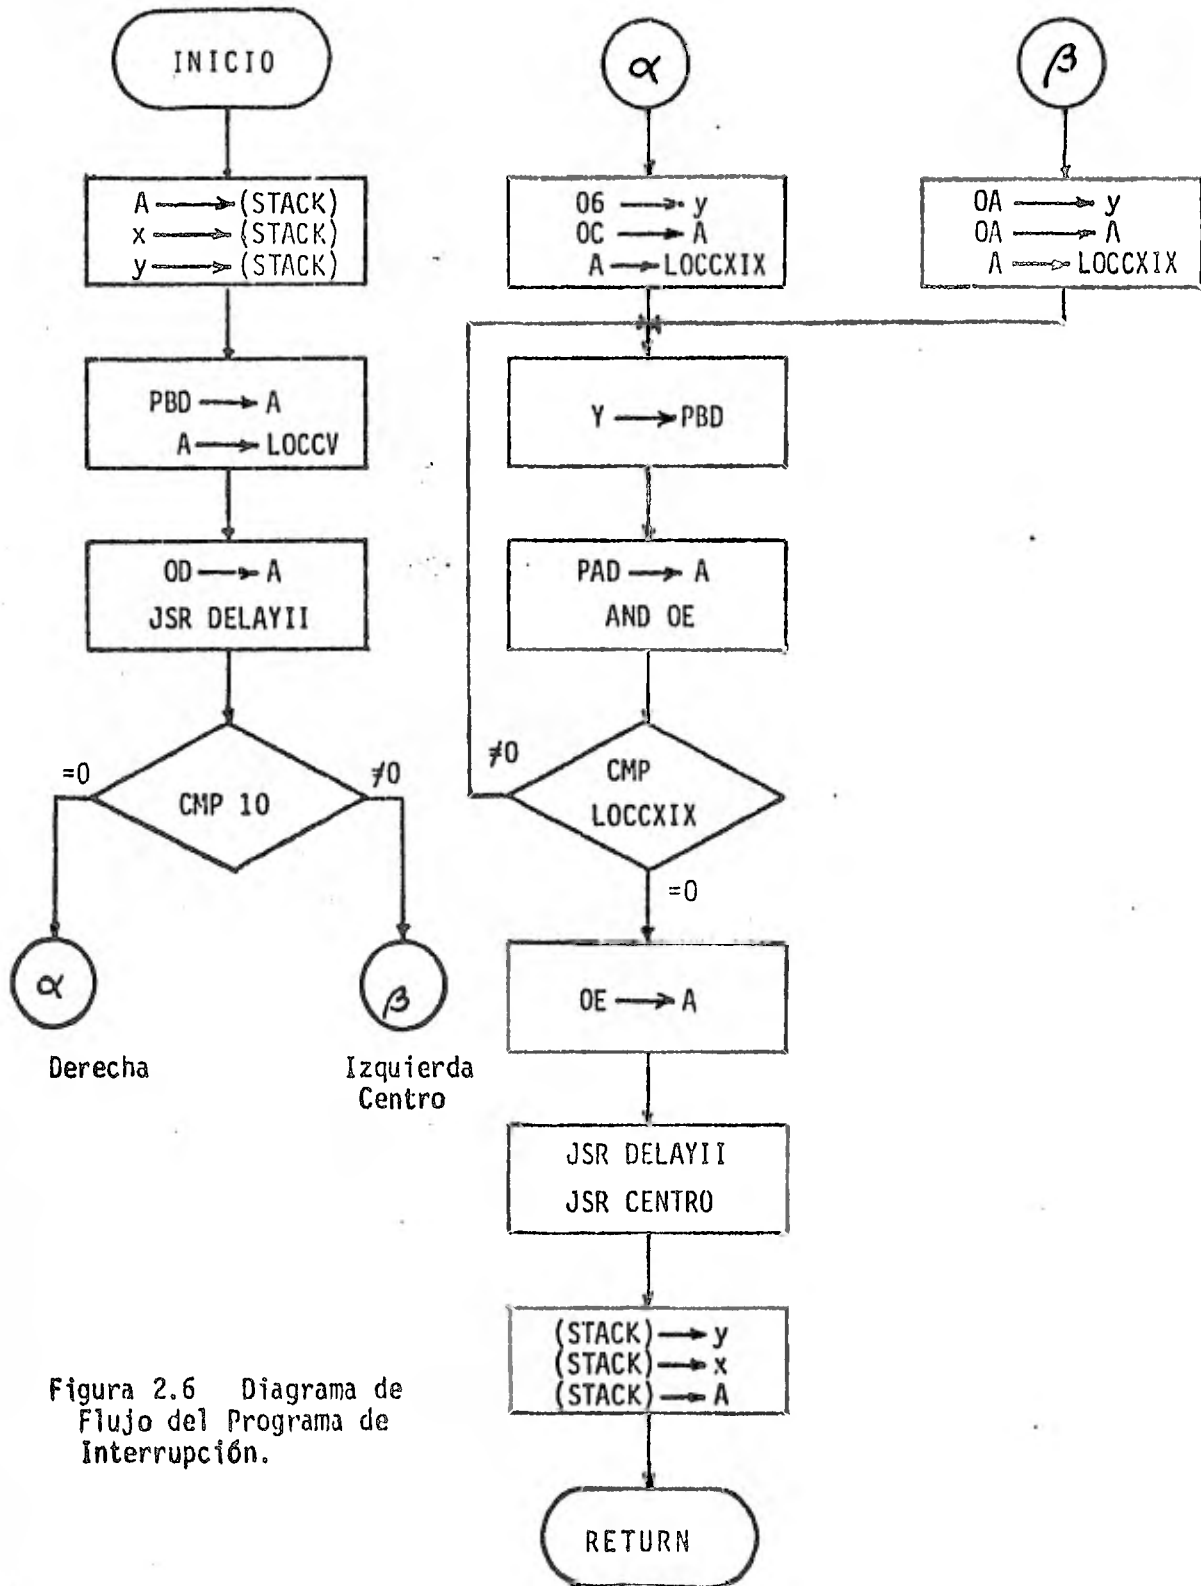 INICIO
A ⟶ (STACK)
x ⟶ (STACK)
y ⟶ (STACK)
PBD ⟶ A
A ⟶ LOCCV
OD ⟶ A
JSR DELAYII
CMP 10
=0
≠0
α
β
Derecha
Izquierda
Centro
α
06 ⟶ y
OC ⟶ A
A ⟶ LOCCXIX
Y ⟶ PBD
PAD ⟶ A
AND OE
CMP
LOCCXIX
≠0
=0
OE ⟶ A
JSR DELAYII
JSR CENTRO
(STACK) ⟶ y
(STACK) ⟶ x
(STACK) ⟶ A
RETURN
β
OA ⟶ y
OA ⟶ A
A ⟶ LOCCXIX
Figura 2.6 Diagrama de
Flujo del Programa de
Interrupción.